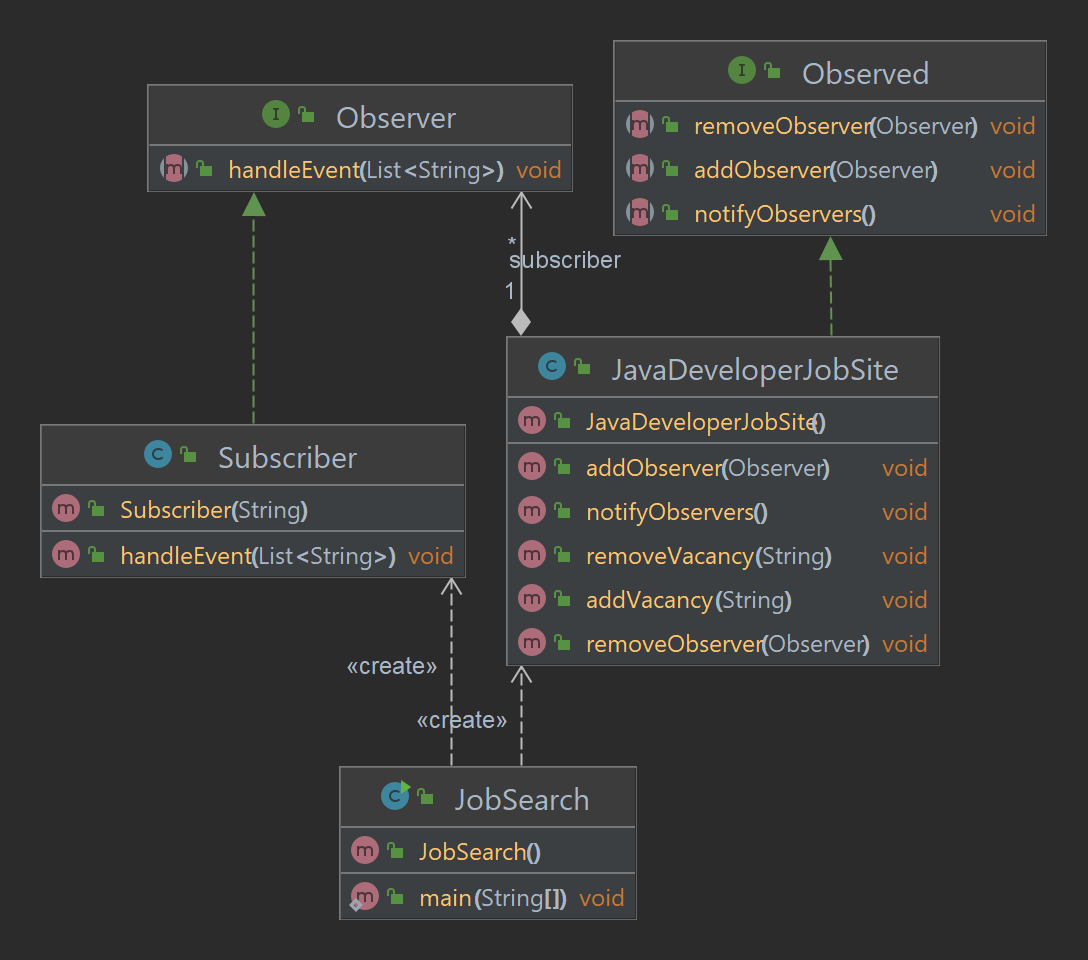 Observer
handleEvent(List<String>) void
Observed
removeObserver(Observer) void
addObserver(Observer) void
notifyObservers() void
*
subscriber
1
JavaDeveloperJobSite
JavaDeveloperJobSite()
addObserver(Observer) void
notifyObservers() void
removeVacancy(String) void
addVacancy(String) void
removeObserver(Observer) void
Subscriber
Subscriber(String)
handleEvent(List<String>) void
«create»
«create»
JobSearch
JobSearch()
main(String[]) void